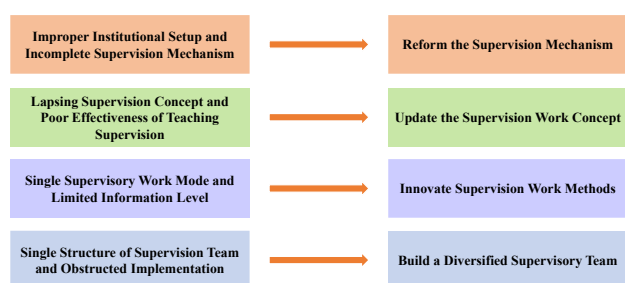 Improper Institutional Setup and
Incomplete Supervision Mechanism
Reform the Supervision Mechanism
Lapsing Supervision Concept and
Poor Effectiveness of Teaching
Supervision
Update the Supervision Work Concept
Single Supervisory Work Mode and
Limited Information Level
Innovate Supervision Work Methods
Single Structure of Supervision Team
and Obstructed Implementation
Build a Diversified Supervisory Team